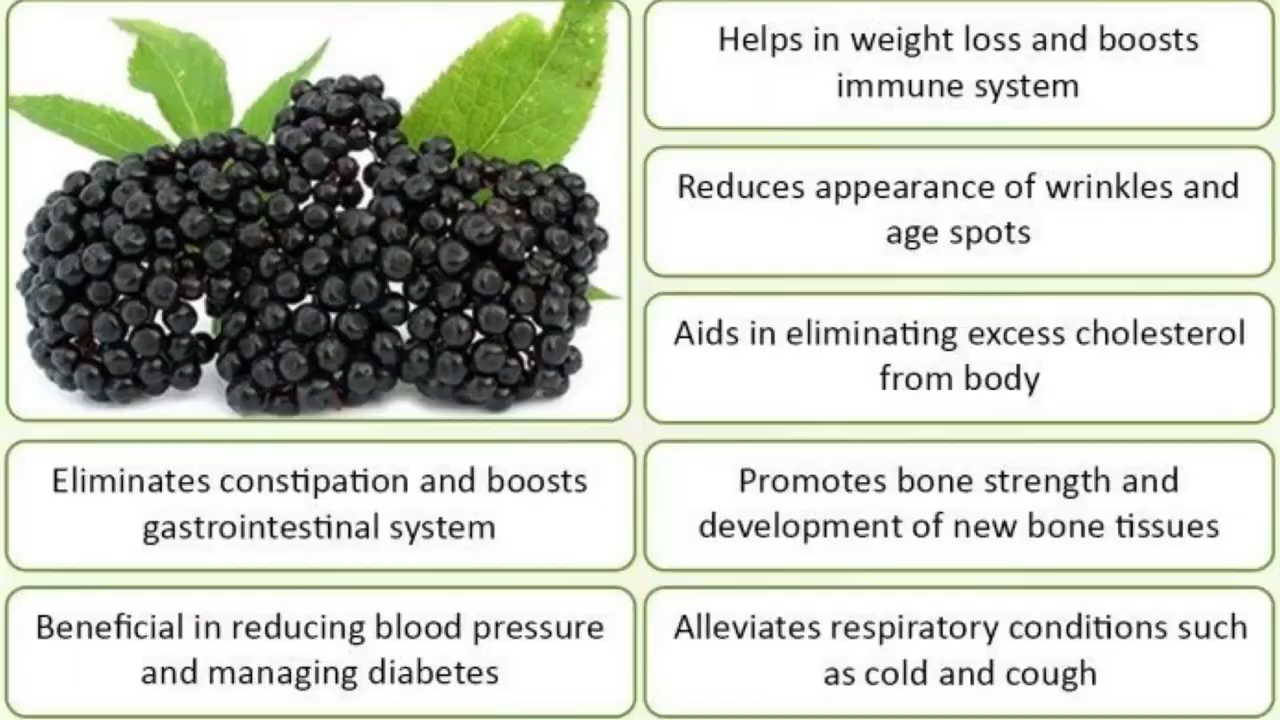 Helps in weight loss and boosts
immune system
Reduces appearance of wrinkles and
age spots
Aids in eliminating excess cholesterol
from body
Eliminates constipation and boosts
gastrointestinal system
Promotes bone strength and
development of new bone tissues
Beneficial in reducing blood pressure
and managing diabetes
Alleviates respiratory conditions such
as cold and cough